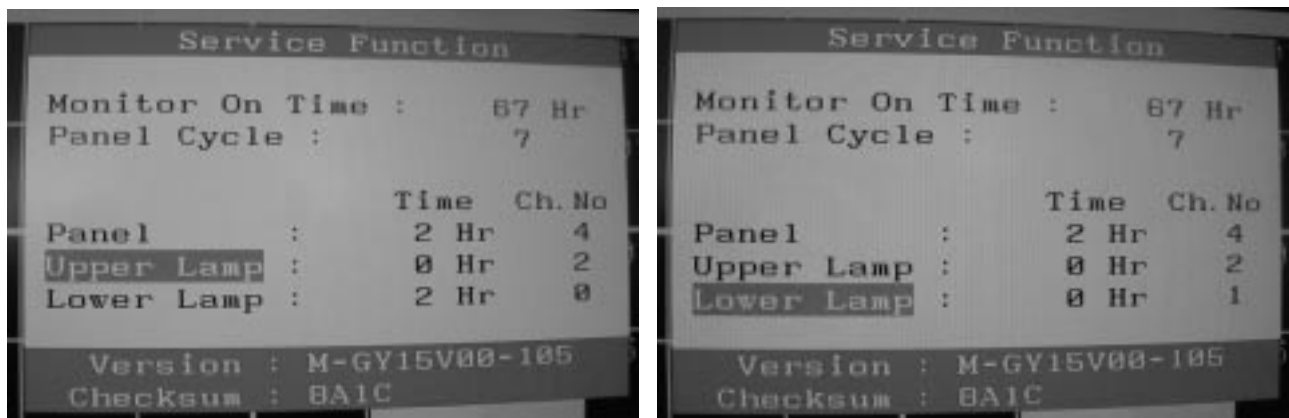 Service Function
Monitor On Time : 67 Hr
Panel Cycle : 7
Time Ch. No
Panel : 2 Hr 4
Upper Lamp : 0 Hr 2
Lower Lamp : 2 Hr 0
Version : M-GY15V00-105
Checksum : 8A1C
Service Function
Monitor On Time : 67 Hr
Panel Cycle : 7
Time Ch. No
Panel : 2 Hr 4
Upper Lamp : 0 Hr 2
Lower Lamp : 0 Hr 1
Version : M-GY15V00-105
Checksum : 8A1C